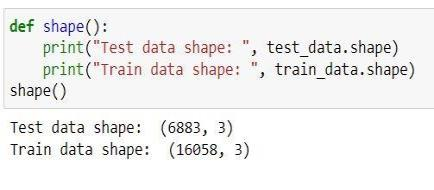 def shape():
    print("Test data shape: ", test_data.shape)
    print("Train data shape: ", train_data.shape)
shape()
Test data shape:  (6883, 3)
Train data shape:  (16058, 3)